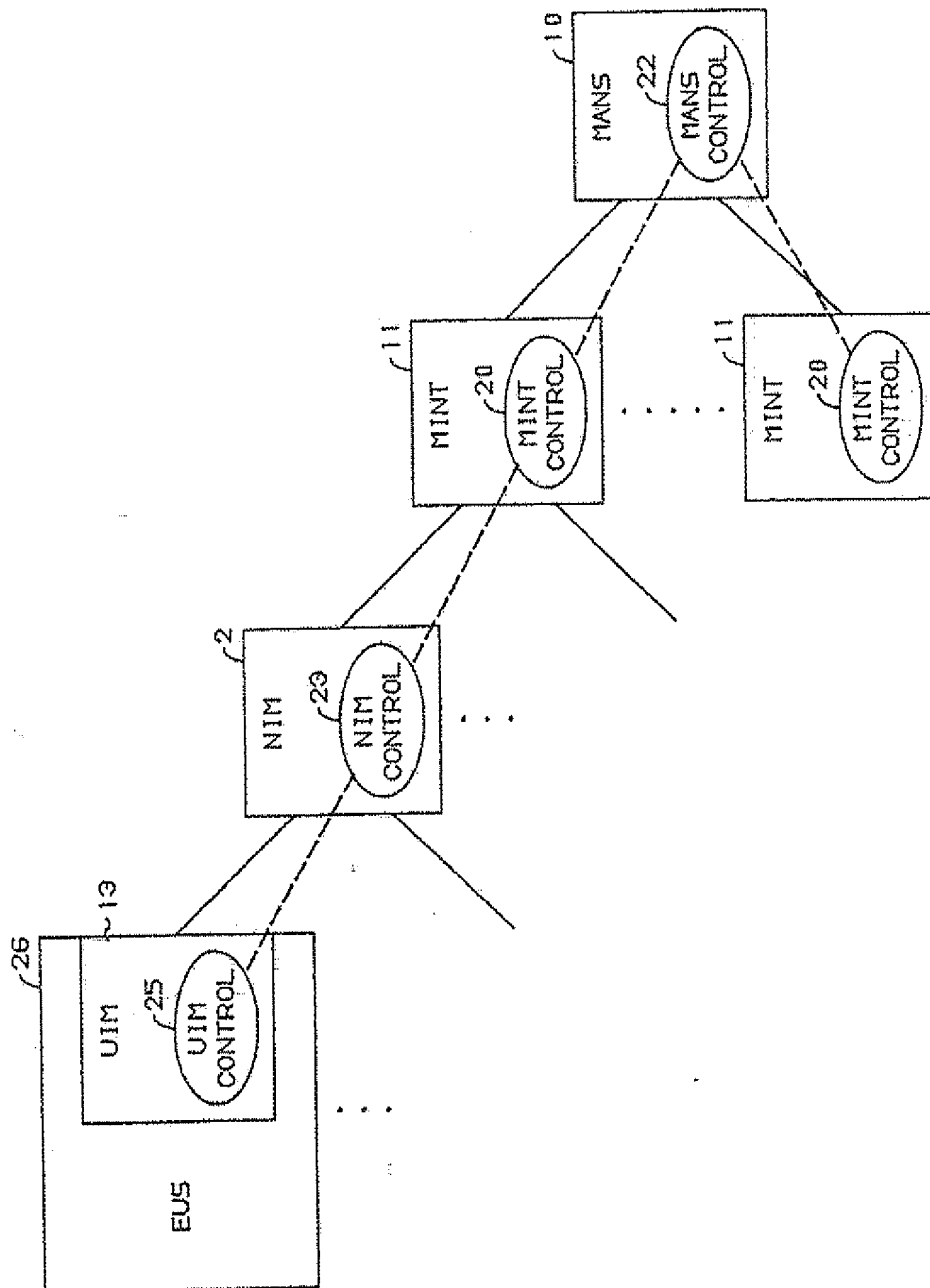 EUS
26
UIM
13
25
UIM
CONTROL
NIM
2
23
NIM
CONTROL
MINT
11
20
MINT
CONTROL
MINT
11
20
MINT
CONTROL
MANS
10
22
MANS
CONTROL